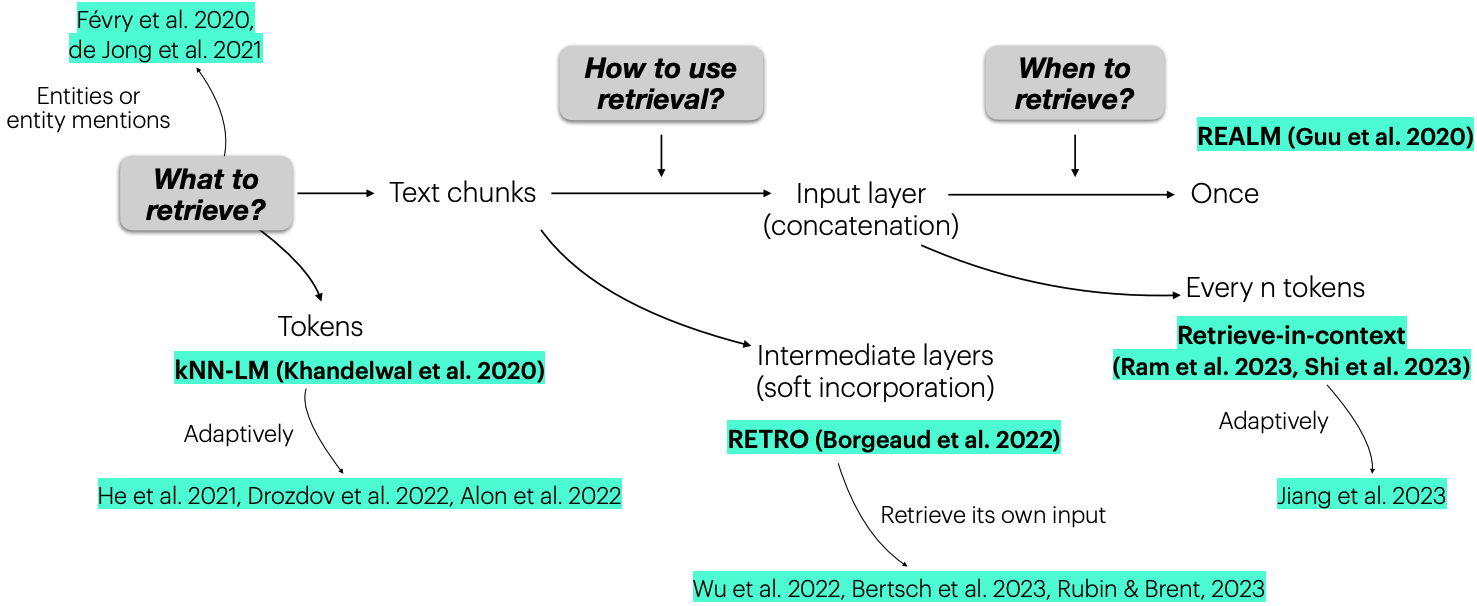 Févry et al. 2020,
de Jong et al. 2021
Entities or
entity mentions
What to
retrieve?
How to use
retrieval?
When to
retrieve?
REALM (Guu et al. 2020)
Text chunks
Input layer
(concatenation)
Once
Every n tokens
Retrieve-in-context
(Ram et al. 2023, Shi et al. 2023)
Adaptively
Jiang et al. 2023
Tokens
kNN-LM (Khandelwal et al. 2020)
Adaptively
He et al. 2021, Drozdov et al. 2022, Alon et al. 2022
Intermediate layers
(soft incorporation)
RETRO (Borgeaud et al. 2022)
Retrieve its own input
Wu et al. 2022, Bertsch et al. 2023, Rubin & Brent, 2023